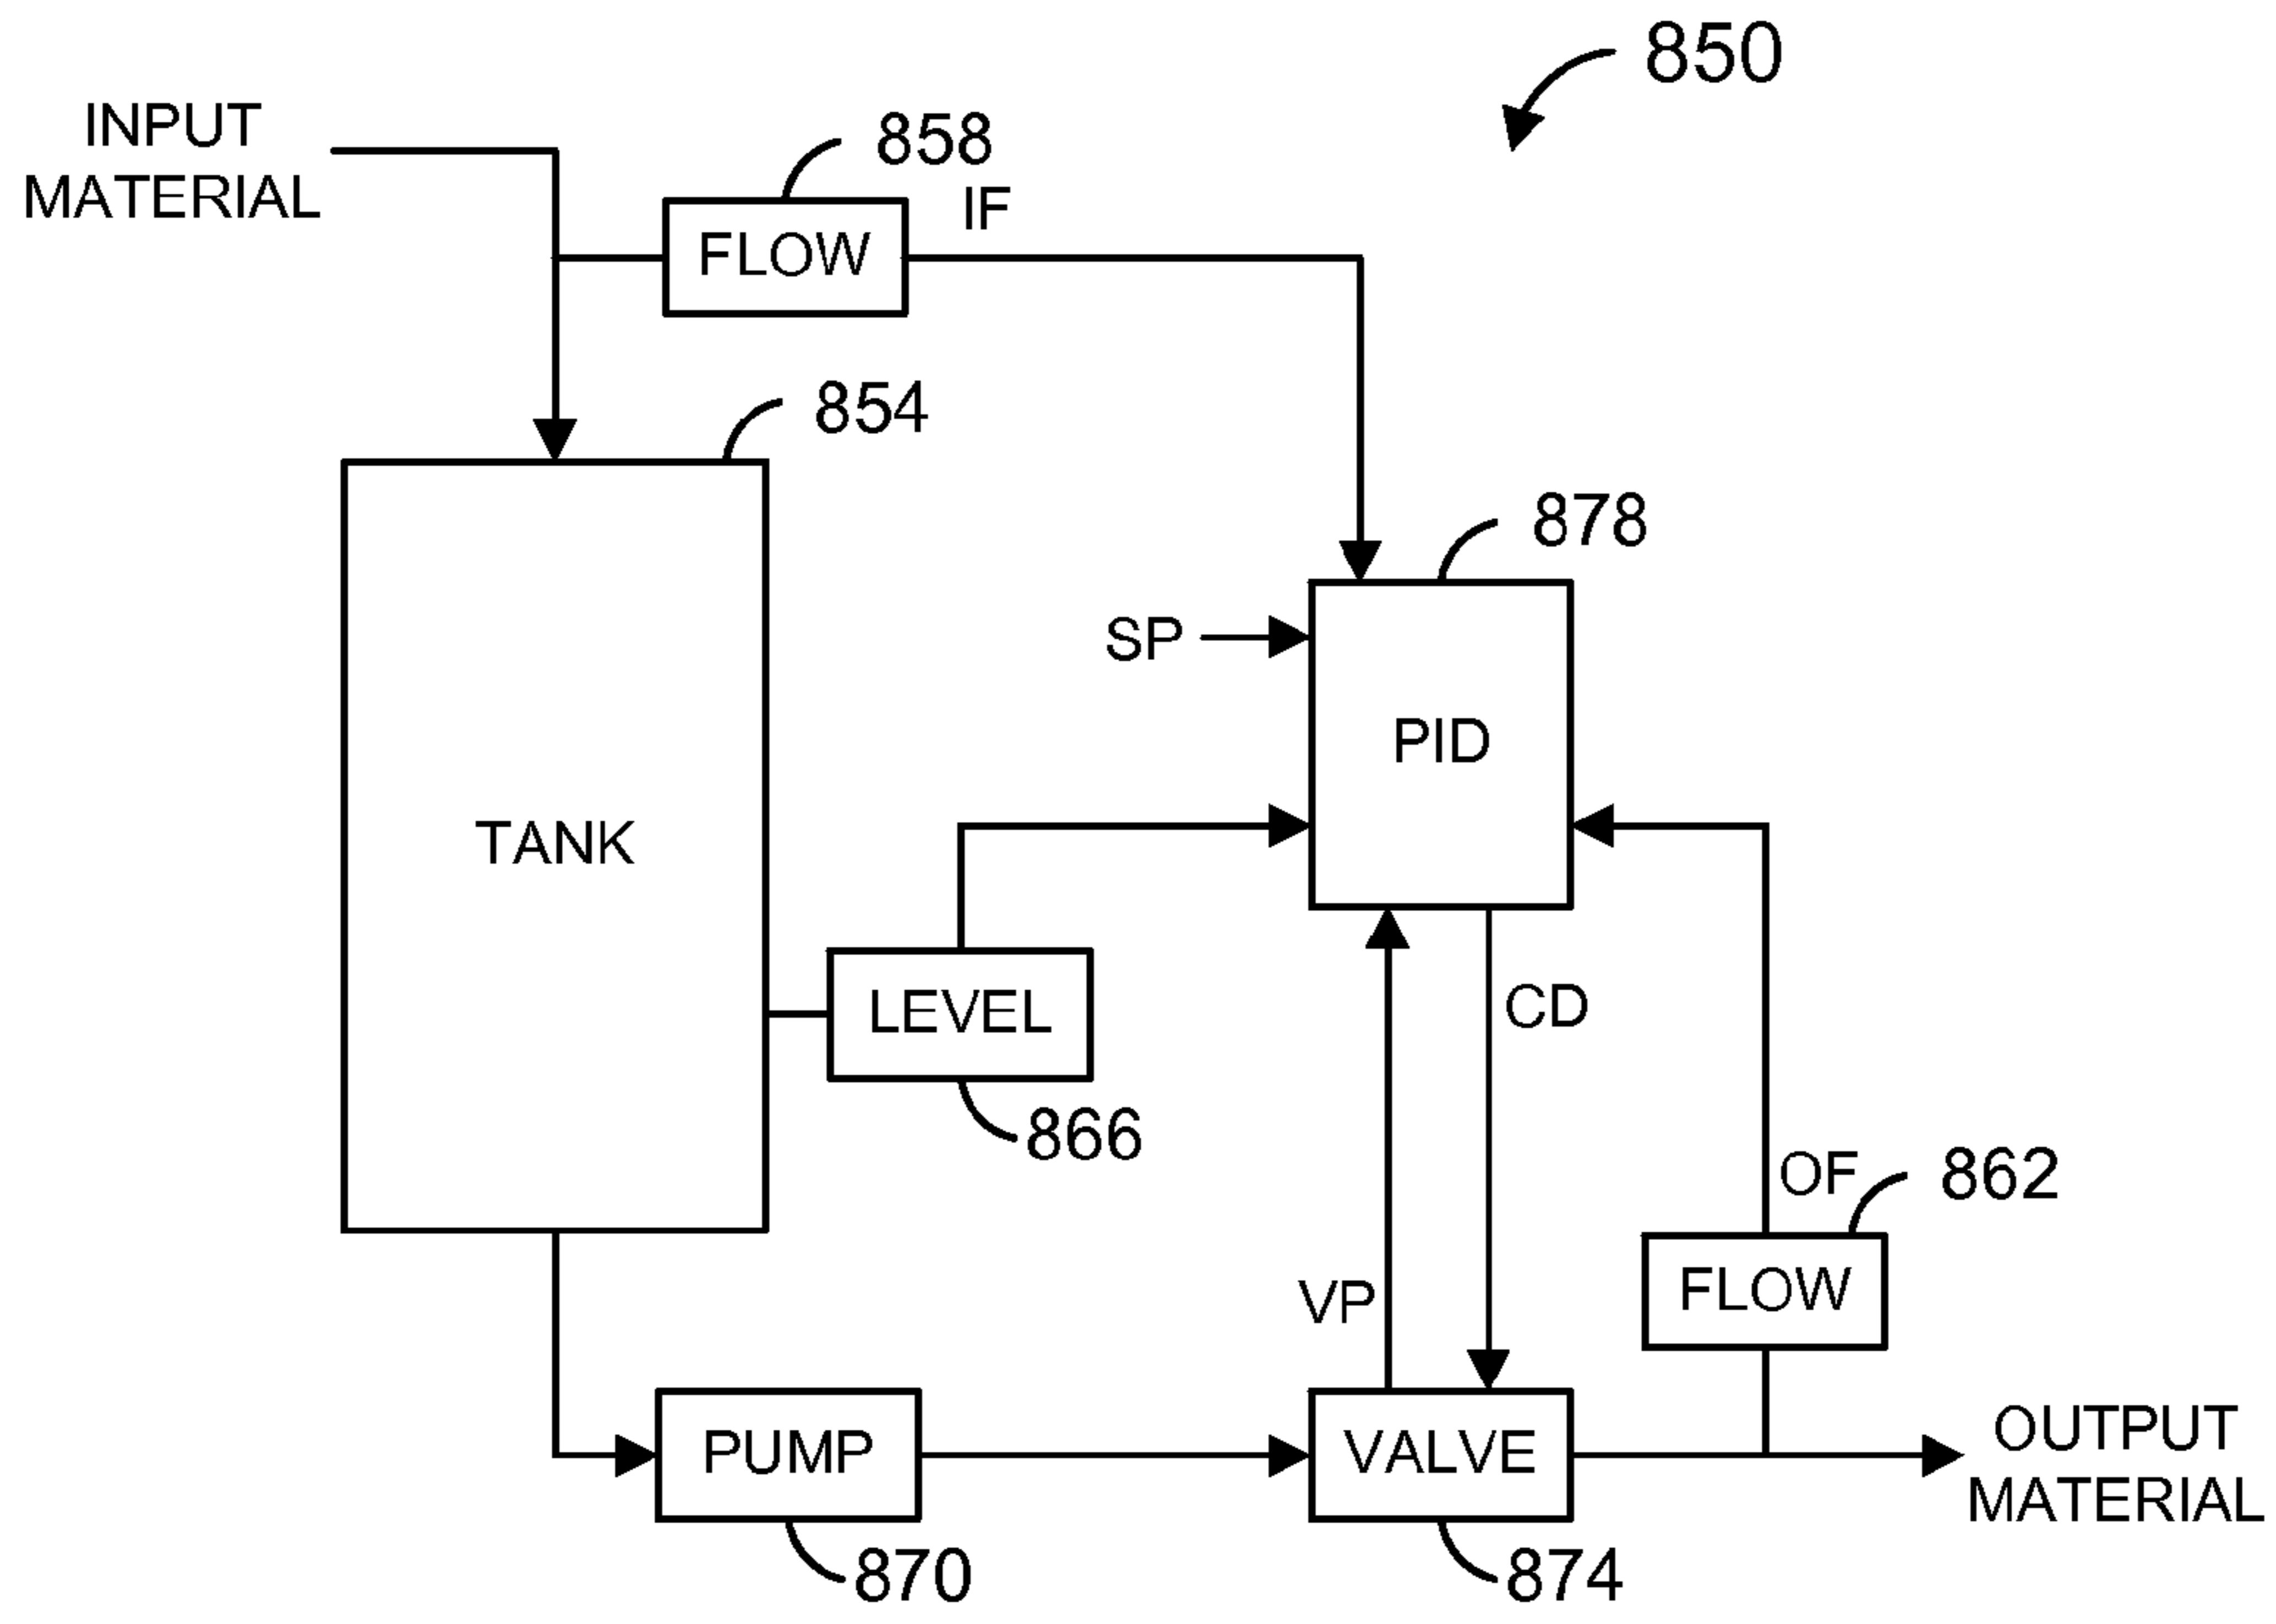 850
INPUT
MATERIAL
858
IF
FLOW
854
878
SP
PID
TANK
LEVEL
CD
866
OF
862
VP
FLOW
PUMP
VALVE
OUTPUT
MATERIAL
870
874